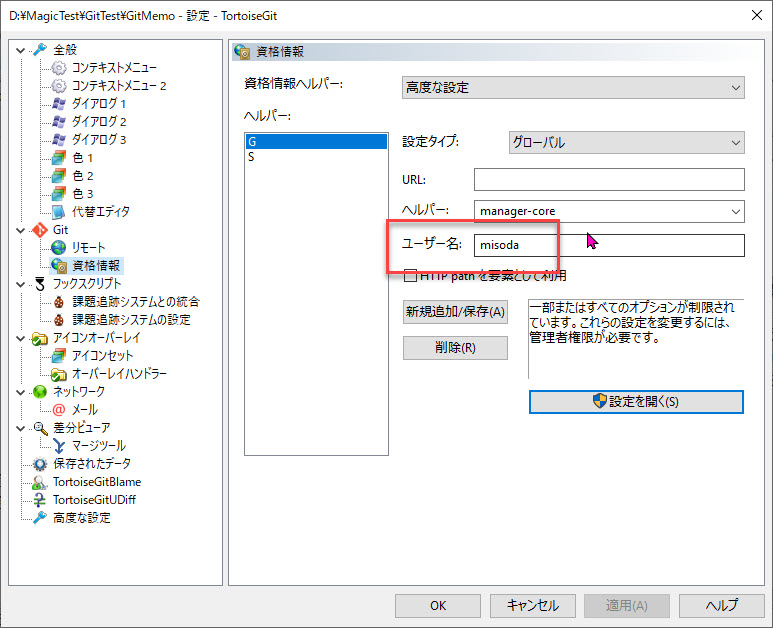 D:¥MagicTest¥GitTest¥GitMemo - 設定 - TortoiseGit
全般
コンテキストメニュー
コンテキストメニュー 2
ダイアログ 1
ダイアログ 2
ダイアログ 3
色 1
色 2
色 3
代替エディタ
Git
リモート
資格情報
フックスクリプト
課題追跡システムとの統合
課題追跡システムの設定
アイコンオーバーレイ
アイコンセット
オーバーレイハンドラー
ネットワーク
メール
差分ビューア
マージツール
保存されたデータ
TortoiseGitBlame
TortoiseGitUDiff
高度な設定
資格情報
資格情報ヘルパー:
高度な設定
ヘルパー:
G
S
設定タイプ:
グローバル
URL:
ヘルパー:
manager-core
ユーザー名:
misoda
HTTP path を要素として利用
新規追加/保存(A)
削除(R)
一部またはすべてのオプションが制限され
ています。これらの設定を変更するには、
管理者権限が必要です。
設定を開く(S)
OK
キャンセル
適用(A)
ヘルプ